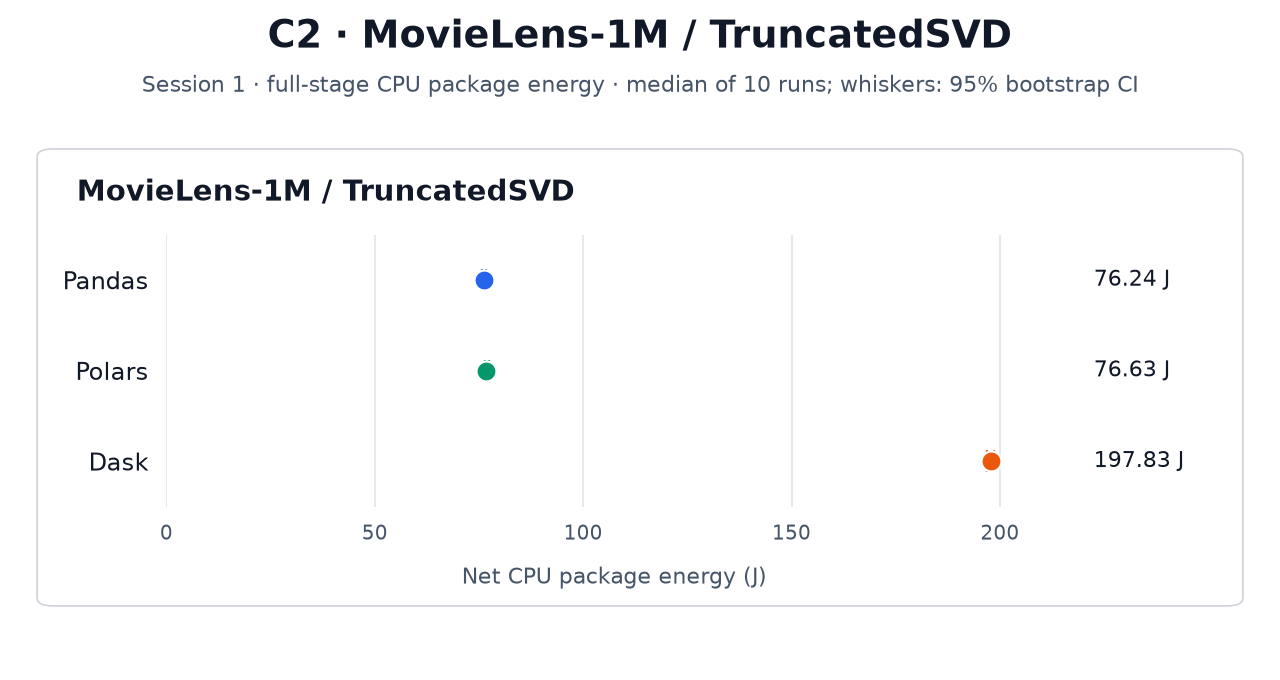 C2 · MovieLens-1M / TruncatedSVD
Session 1 · full-stage CPU package energy · median of 10 runs; whiskers: 95% bootstrap CI
MovieLens-1M / TruncatedSVD
Pandas 76.24 J
Polars 76.63 J
Dask 197.83 J
0 50 100 150 200
Net CPU package energy (J)